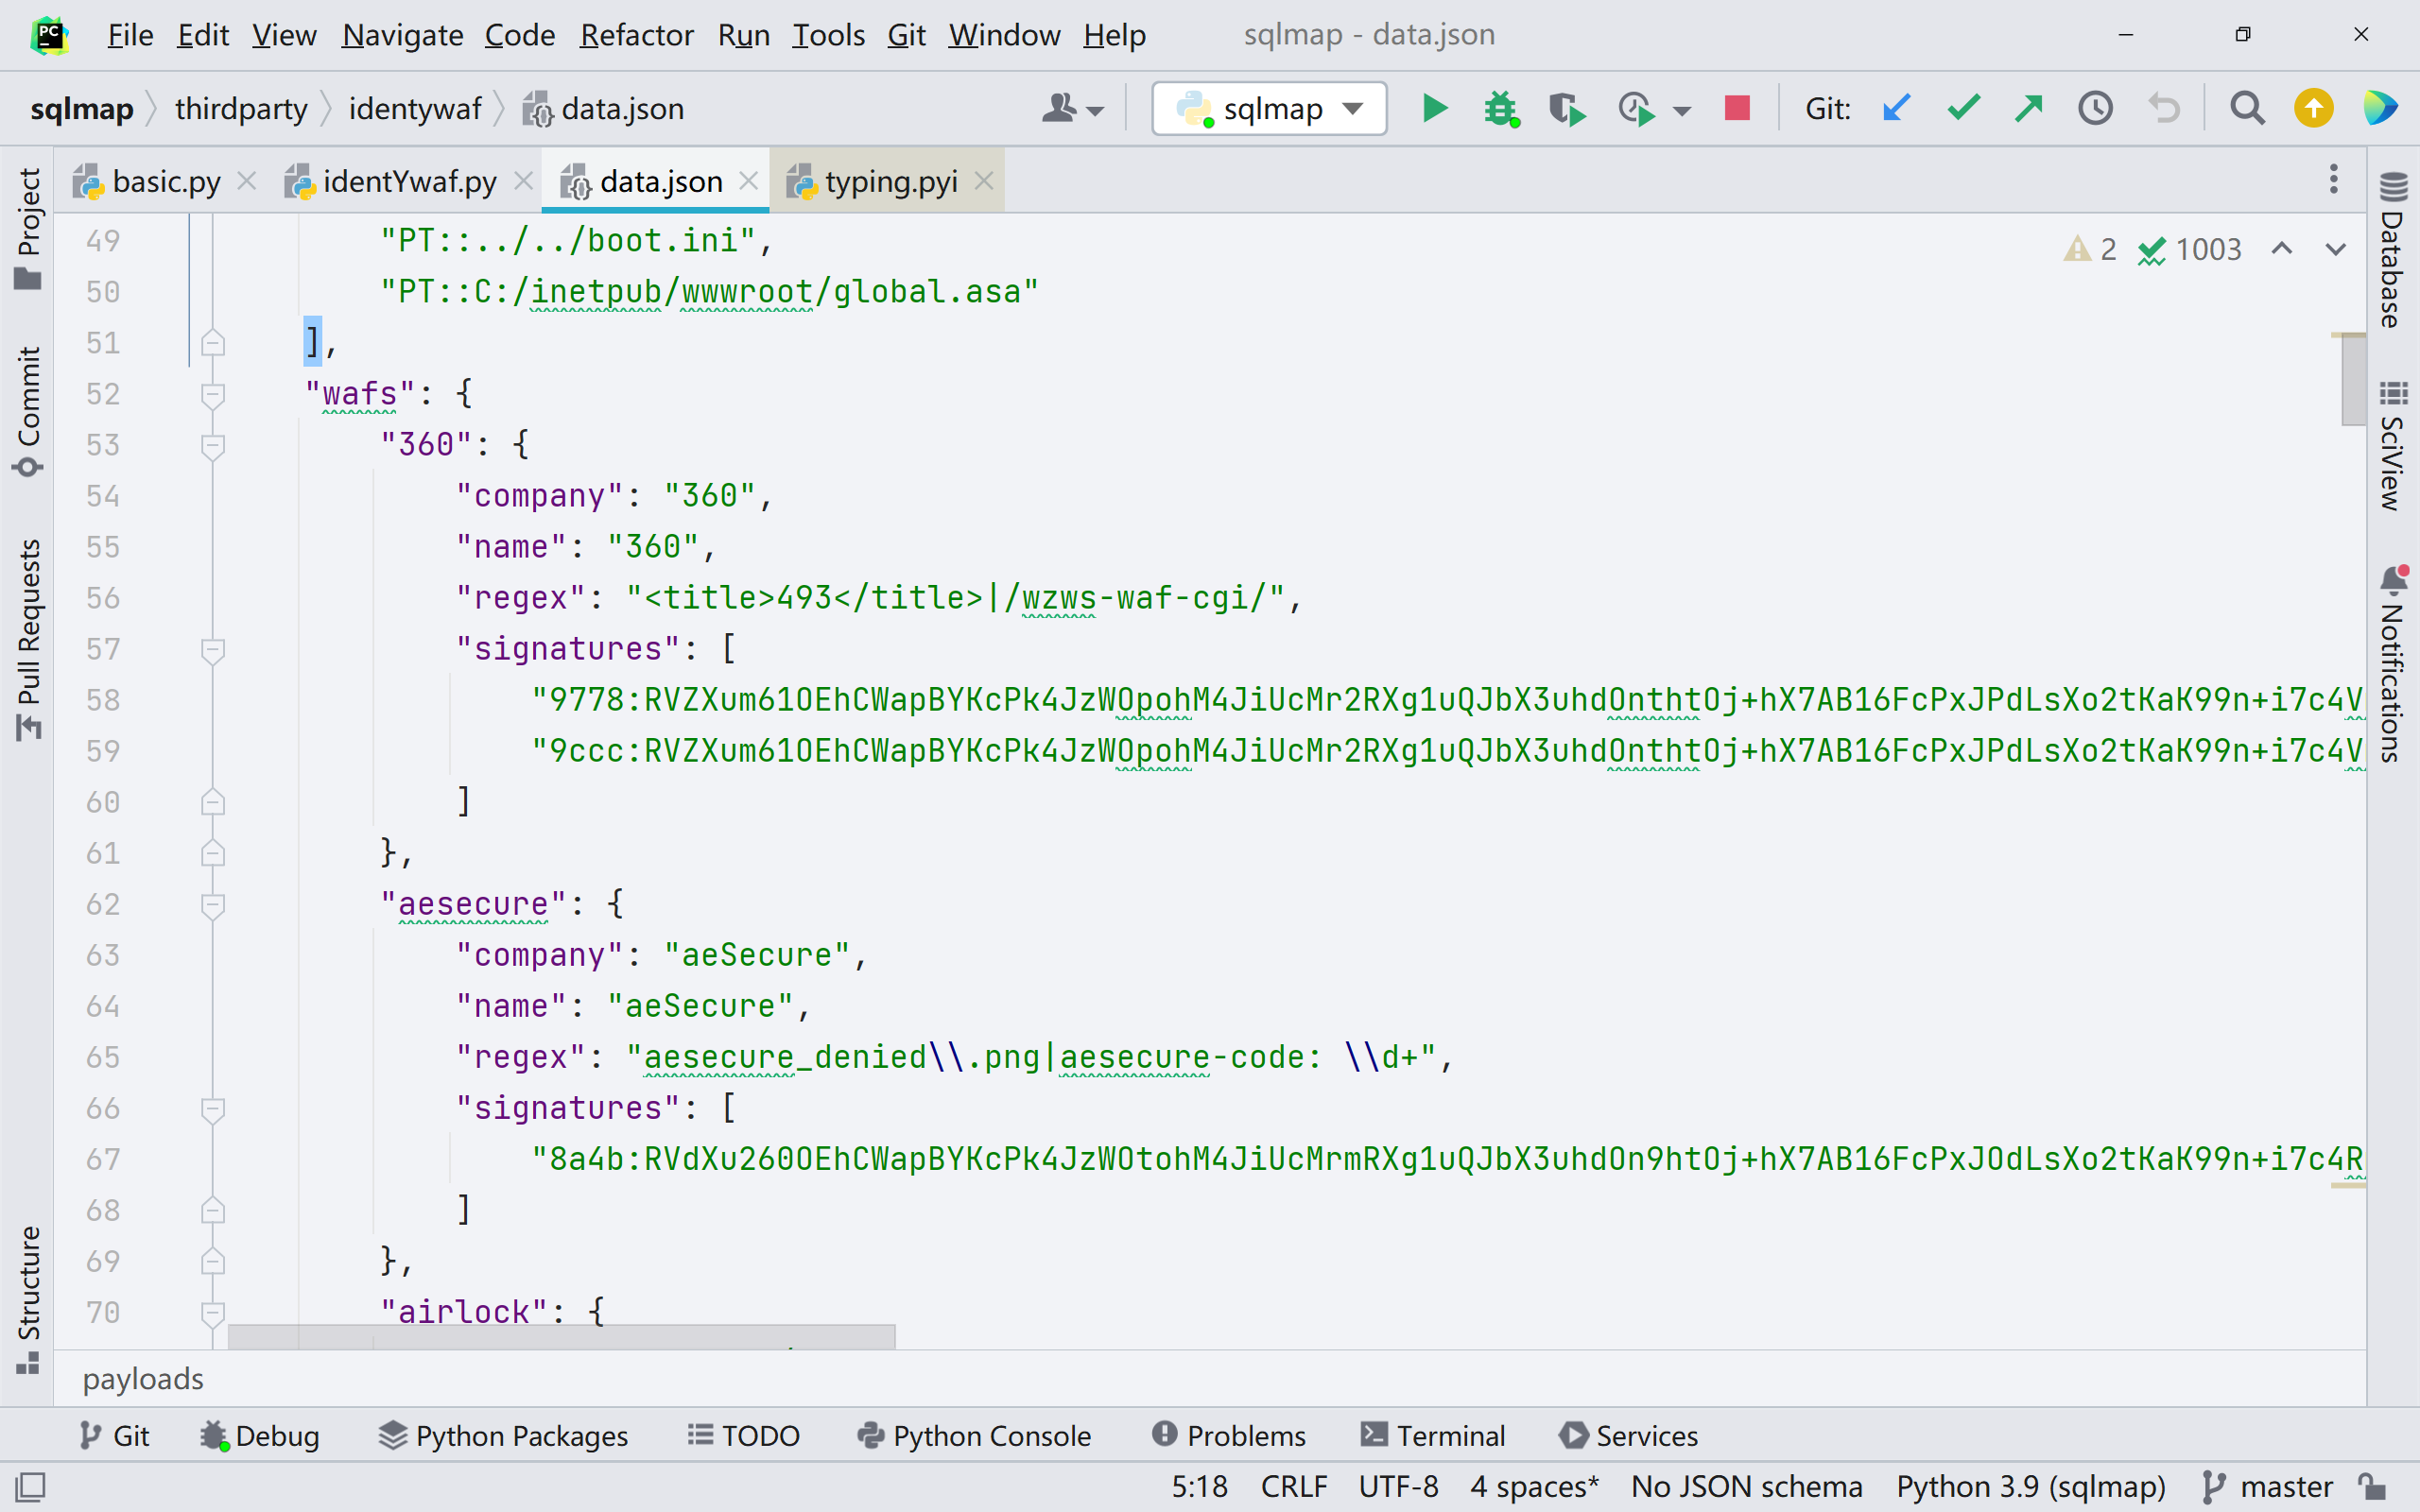 File Edit View Navigate Code Refactor Run Tools Git Window Help sqlmap - data.json
sqlmap thirdparty identywaf data.json sqlmap Git:
basic.py identYwaf.py data.json typing.pyi
Project
Commit
Pull Requests
Structure
2 1003
49 "PT::../../boot.ini",
50 "PT::C:/inetpub/wwwroot/global.asa"
51 ],
52 "wafs": {
53 "360": {
54 "company": "360",
55 "name": "360",
56 "regex": "<title>493</title>|/wzws-waf-cgi/",
57 "signatures": [
58 "9778:RVZXum61OEhCWapBYKcPk4JzWOpohM4JiUcMr2RXg1uQJbX3uhdOnthtOj+hX7AB16FcPxJPdLsXo2tKaK99n+i7c4V
59 "9ccc:RVZXum61OEhCWapBYKcPk4JzWOpohM4JiUcMr2RXg1uQJbX3uhdOnthtOj+hX7AB16FcPxJPdLsXo2tKaK99n+i7c4V
60 ]
61 },
62 "aesecure": {
63 "company": "aeSecure",
64 "name": "aeSecure",
65 "regex": "aesecure_denied\\.png|aesecure-code: \\d+",
66 "signatures": [
67 "8a4b:RVdXu260OEhCWapBYKcPk4JzWOtohM4JiUcMrmRXg1uQJbX3uhdOn9htOj+hX7AB16FcPxJOdLsXo2tKaK99n+i7c4R
68 ]
69 },
70 "airlock": {
Database
SciView
Notifications
payloads
Git Debug Python Packages TODO Python Console Problems Terminal Services
5:18 CRLF UTF-8 4 spaces* No JSON schema Python 3.9 (sqlmap) master